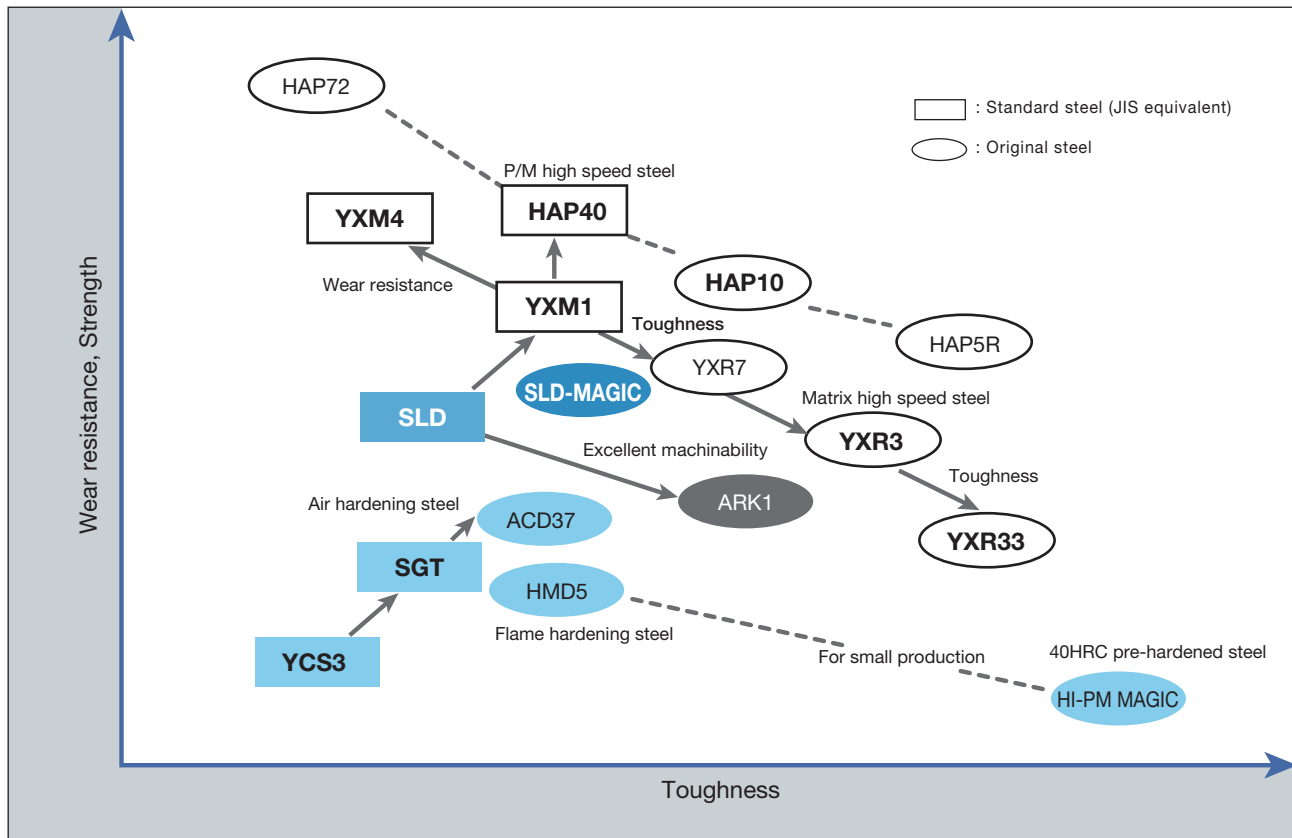 HAP72
: Standard steel (JIS equivalent)
: Original steel
P/M high speed steel
YXM4
HAP40
Wear resistance
HAP10
YXM1
Toughness
HAP5R
YXR7
SLD-MAGIC
SLD
Matrix high speed steel
YXR3
Excellent machinability
Toughness
ARK1
Air hardening steel
ACD37
YXR33
SGT
HMD5
Flame hardening steel
YCS3
For small production
40HRC pre-hardened steel
HI-PM MAGIC
Wear resistance, Strength
Toughness